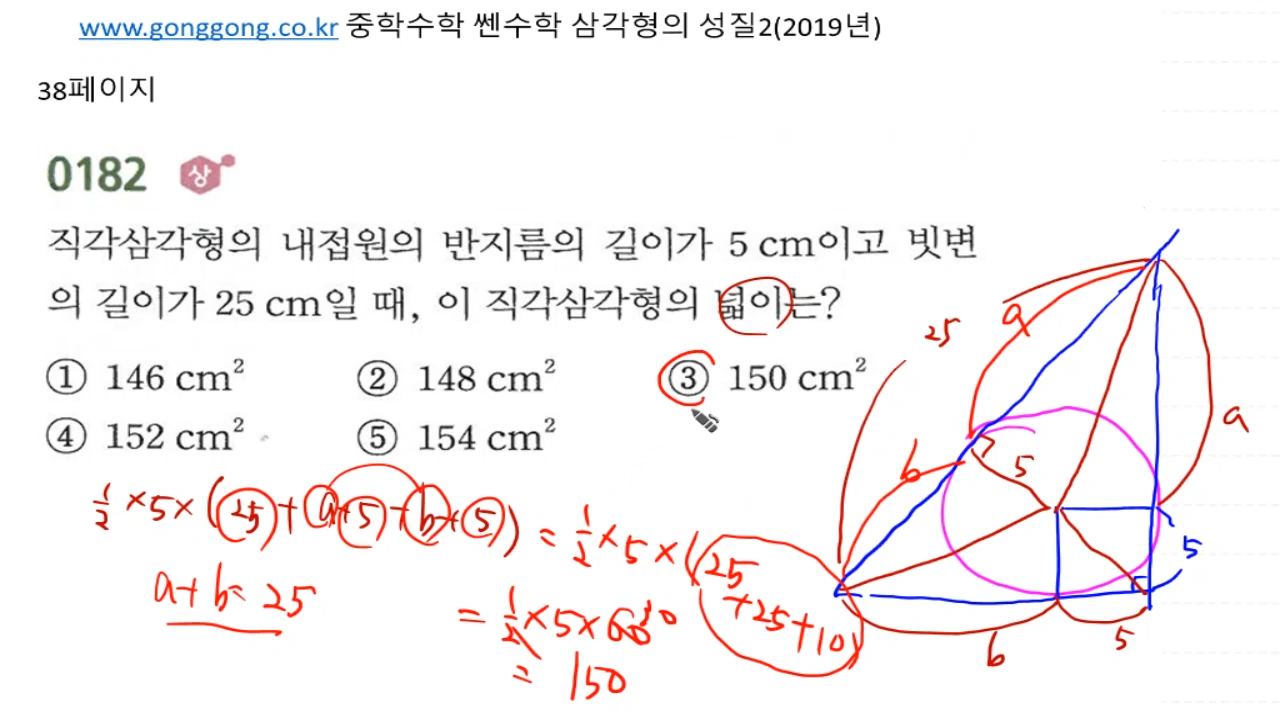 www.gonggong.co.kr 중학수학 쎈수학 삼각형의 성질2(2019년)
38페이지
0182 상
직각삼각형의 내접원의 반지름의 길이가 5 cm이고 빗변
의 길이가 25 cm일 때, 이 직각삼각형의 넓이는?
① 146 cm² ② 148 cm² ③ 150 cm²
④ 152 cm² ⑤ 154 cm²
1/2 × 5 × (25 + a+5 + b+5) = 1/2 × 5 × (25
+25+10)
a+b=25
= 1/2 × 5 × 60 30
= 150
25
a
a
b
5
5
5
b